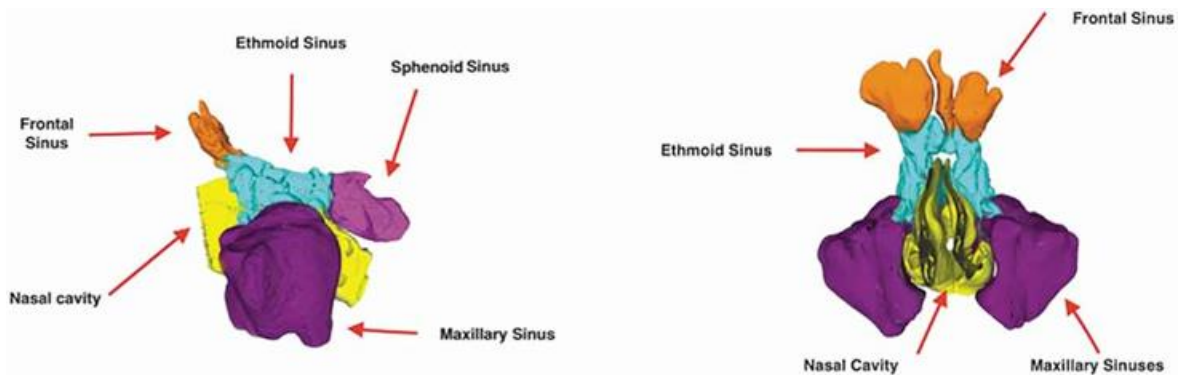 Ethmoid Sinus
Sphenoid Sinus
Frontal
Sinus
Nasal cavity
Maxillary Sinus
Frontal Sinus
Ethmoid Sinus
Nasal Cavity
Maxillary Sinuses